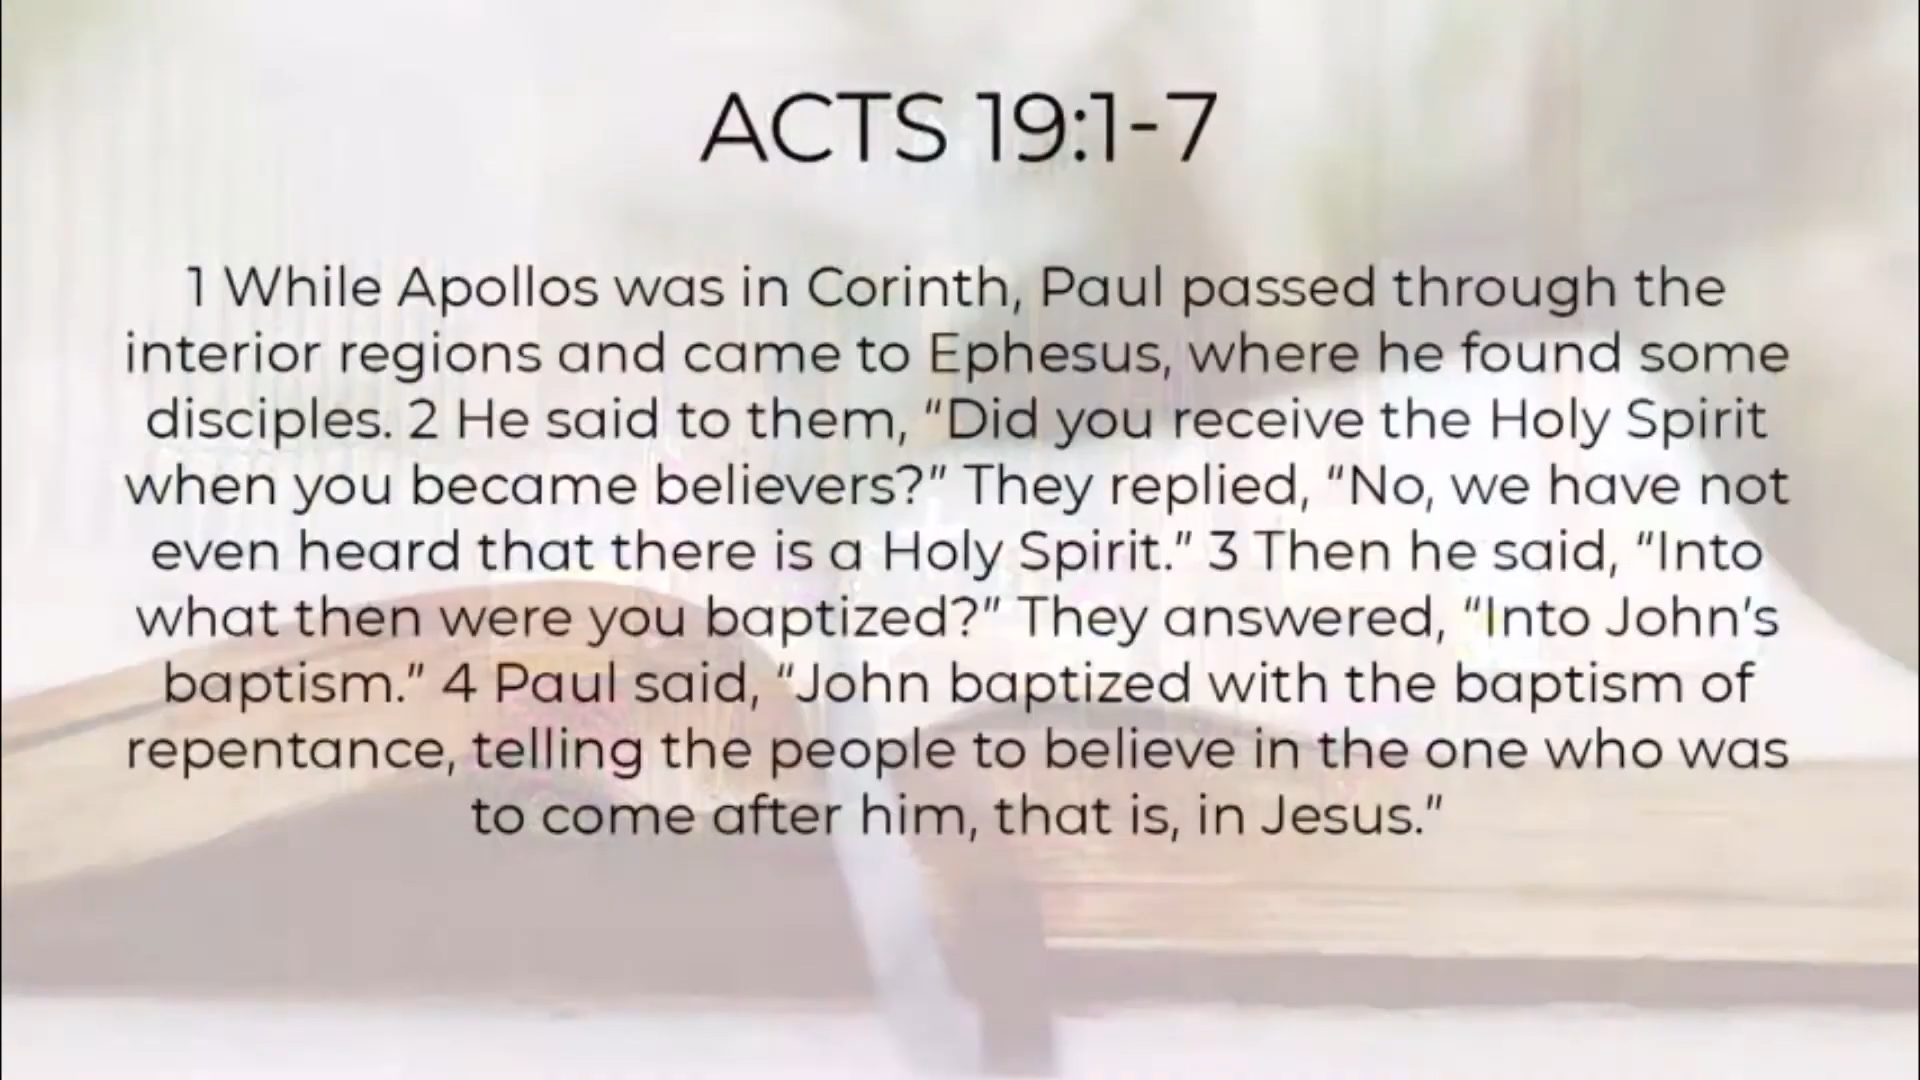 ACTS 19:1-7
1 While Apollos was in Corinth, Paul passed through the
interior regions and came to Ephesus, where he found some
disciples. 2 He said to them, “Did you receive the Holy Spirit
when you became believers?” They replied, “No, we have not
even heard that there is a Holy Spirit.” 3 Then he said, “Into
what then were you baptized?” They answered, “Into John’s
baptism.” 4 Paul said, “John baptized with the baptism of
repentance, telling the people to believe in the one who was
to come after him, that is, in Jesus.”